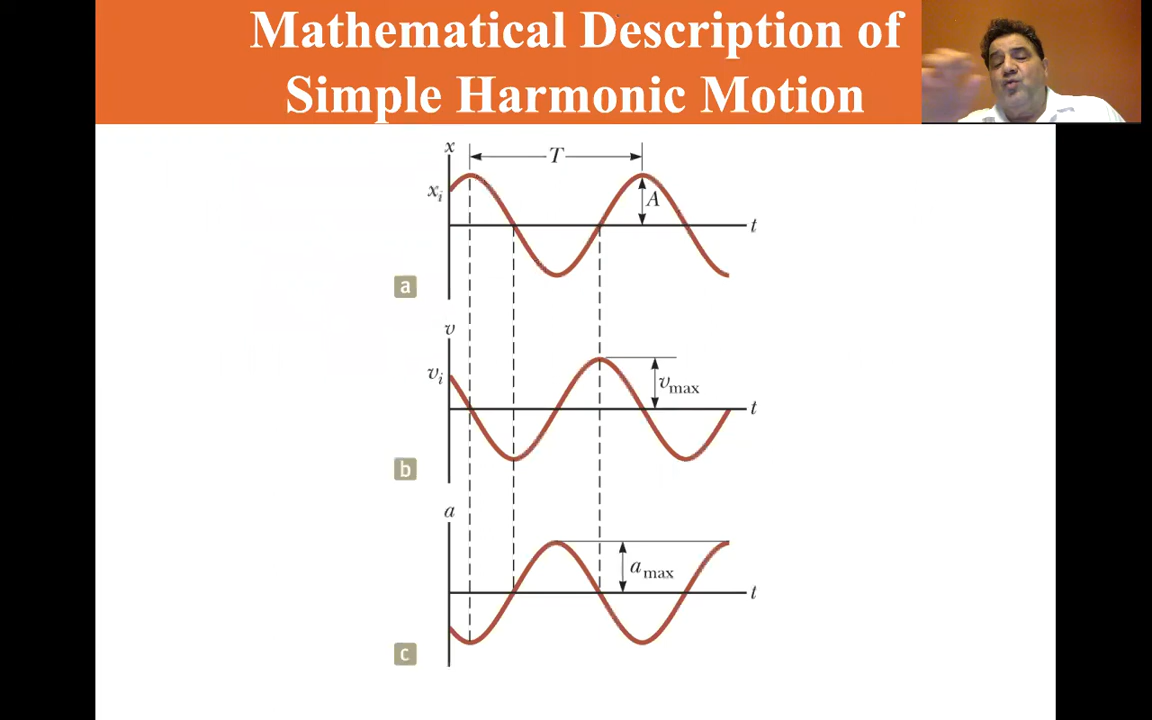 Mathematical Description of
Simple Harmonic Motion
x
T
xi
A
t
a
v
vi
vmax
t
b
a
amax
t
c